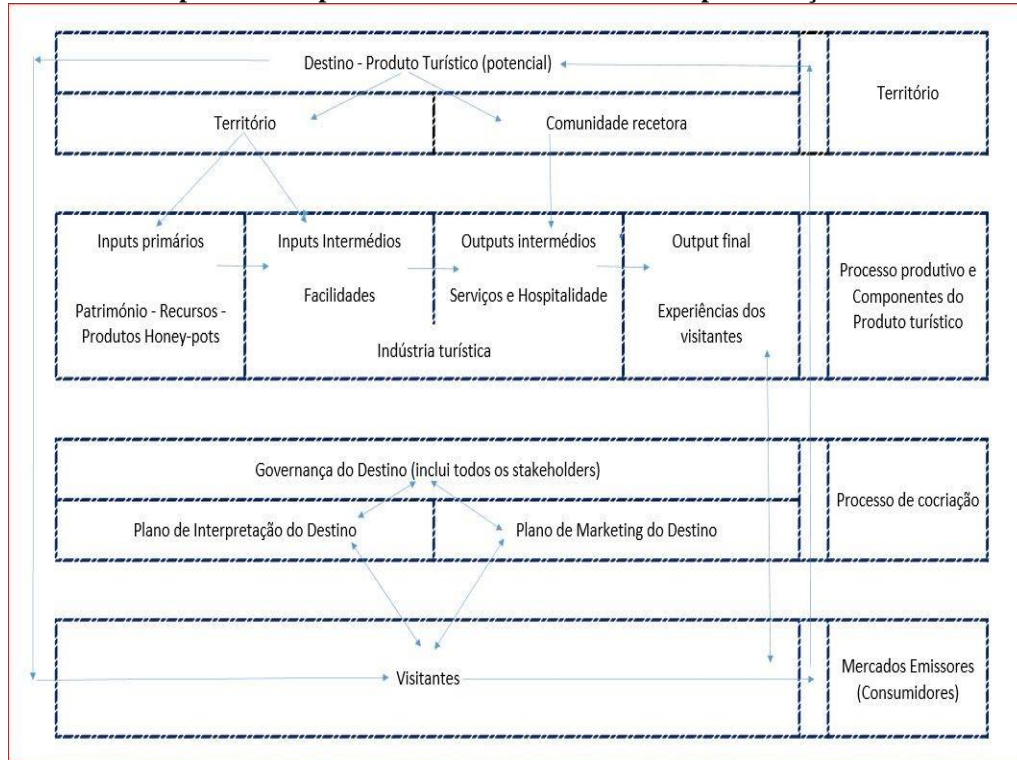 Destino - Produto Turístico (potencial)
Território
Território
Comunidade recetora
Inputs primários
Património - Recursos -
Produtos Honey-pots
Inputs Intermédios
Facilidades
Outputs intermédios
Serviços e Hospitalidade
Indústria turística
Output final
Experiências dos
visitantes
Processo produtivo e
Componentes do
Produto turístico
Governança do Destino (inclui todos os stakeholders)
Plano de Interpretação do Destino
Plano de Marketing do Destino
Processo de cocriação
Visitantes
Mercados Emissores
(Consumidores)